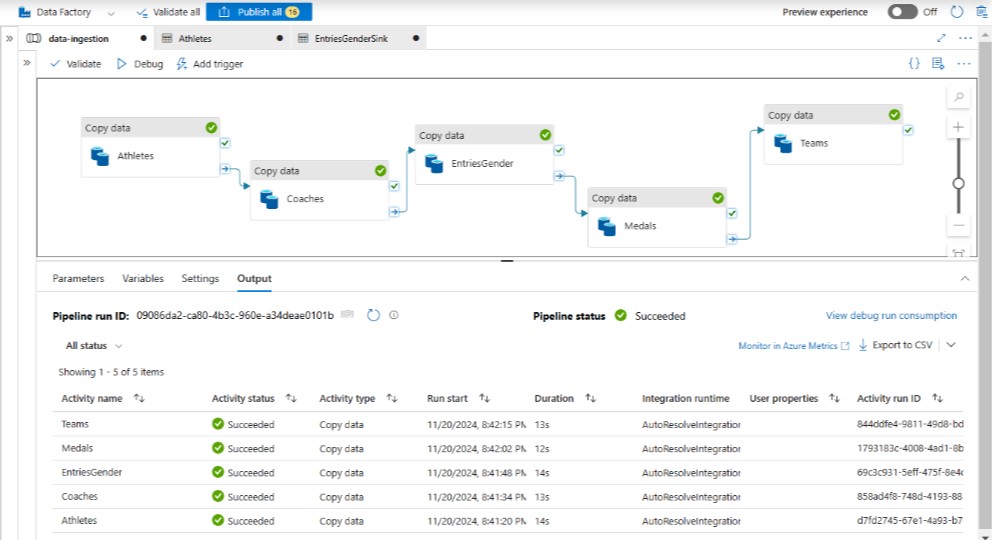 Data Factory Validate all Publish all 16 Preview experience Off
data-ingestion Athletes EntriesGenderSink
Validate Debug Add trigger
Copy data
Athletes
Copy data
Coaches
Copy data
EntriesGender
Copy data
Medals
Copy data
Teams
Parameters Variables Settings Output
Pipeline run ID: 09086da2-ca80-4b3c-960e-a34deae0101b Pipeline status Succeeded View debug run consumption
All status Monitor in Azure Metrics Export to CSV
Showing 1 - 5 of 5 items
Activity name Activity status Activity type Run start Duration Integration runtime User properties Activity run ID
Teams Succeeded Copy data 11/20/2024, 8:42:15 PM 13s AutoResolveIntegration 844ddfe4-9811-49d8-bd
Medals Succeeded Copy data 11/20/2024, 8:42:02 PM 12s AutoResolveIntegration 1793183c-4008-4ad1-8b
EntriesGender Succeeded Copy data 11/20/2024, 8:41:48 PM 14s AutoResolveIntegration 69c3c931-5eff-475f-8e4c
Coaches Succeeded Copy data 11/20/2024, 8:41:34 PM 13s AutoResolveIntegration 858ad4f8-748d-4193-88
Athletes Succeeded Copy data 11/20/2024, 8:41:20 PM 14s AutoResolveIntegration d7fd2745-67e1-4a93-b7